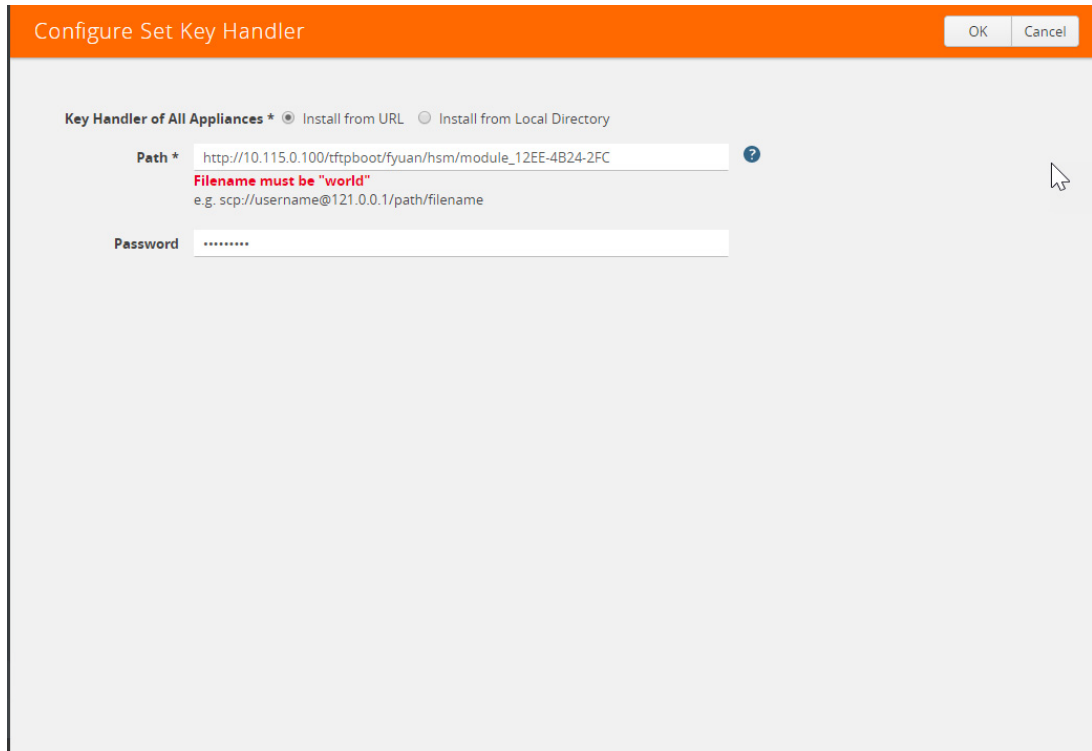 Configure Set Key Handler
OK Cancel
Key Handler of All Appliances * Install from URL Install from Local Directory
Path * http://10.115.0.100/tftpboot/fyuan/hsm/module_12EE-4B24-2FC
Filename must be "world"
e.g. scp://username@121.0.0.1/path/filename
Password •••••••••